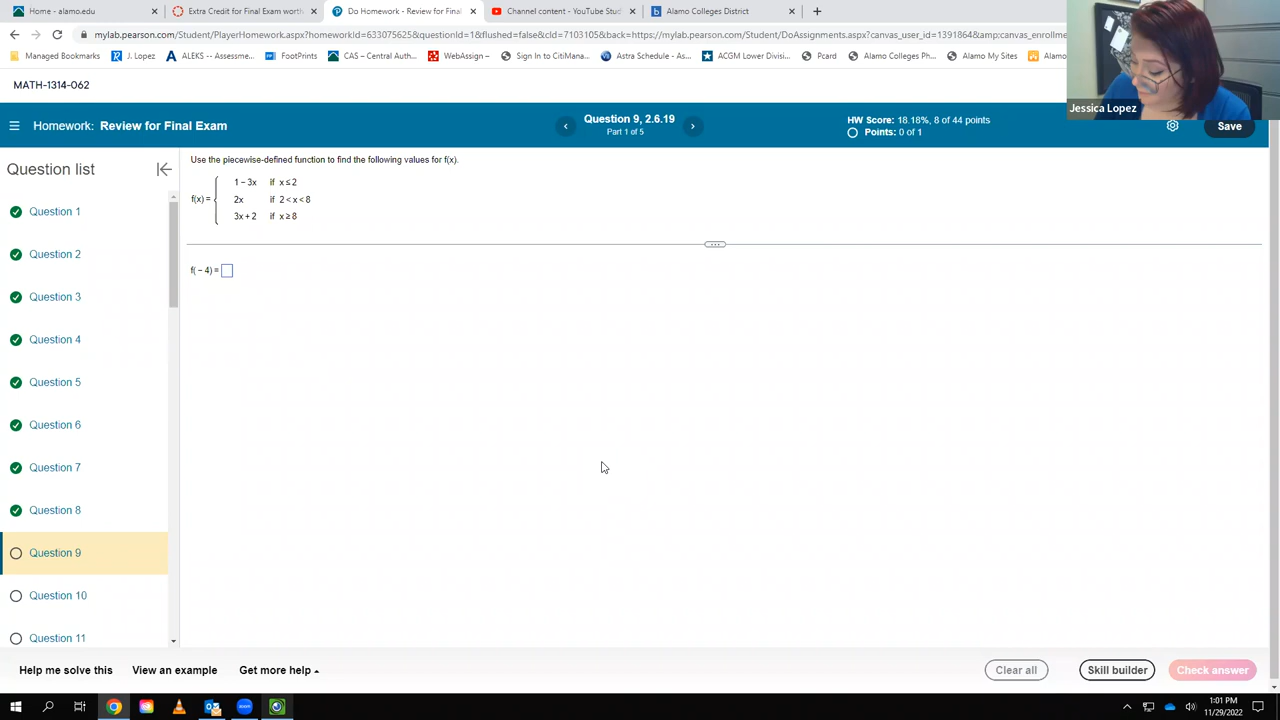 Home - alamo.edu
Extra Credit for Final Exam wort
Do Homework - Review for Final
Channel content - YouTube Stud
Alamo Colleges District
mylab.pearson.com/Student/PlayerHomework.aspx?homeworkId=633075625&questionId=1&flushed=false&cId=7103105&back=https://mylab.pearson.com/Student/DoAssignments.aspx?canvas_user_id=1391864&amp;canvas_enrollme
Managed Bookmarks
J. Lopez
ALEKS -- Assessme...
FootPrints
CAS – Central Auth...
WebAssign –
Sign In to CitiMana...
Astra Schedule - As...
ACGM Lower Divisi...
Pcard
Alamo Colleges Ph...
Alamo My Sites
Alamo
Jessica Lopez
MATH-1314-062
Homework: Review for Final Exam
Question 9, 2.6.19
Part 1 of 5
HW Score: 18.18%, 8 of 44 points
Points: 0 of 1
Save
Question list
Question 1
Question 2
Question 3
Question 4
Question 5
Question 6
Question 7
Question 8
Question 9
Question 10
Question 11
Use the piecewise-defined function to find the following values for f(x).
1 − 3x if x ≤ 2
f(x) = 2x if 2 < x < 8
3x + 2 if x ≥ 8
f( − 4) =
Help me solve this
View an example
Get more help
Clear all
Skill builder
Check answer
1:01 PM
11/29/2022